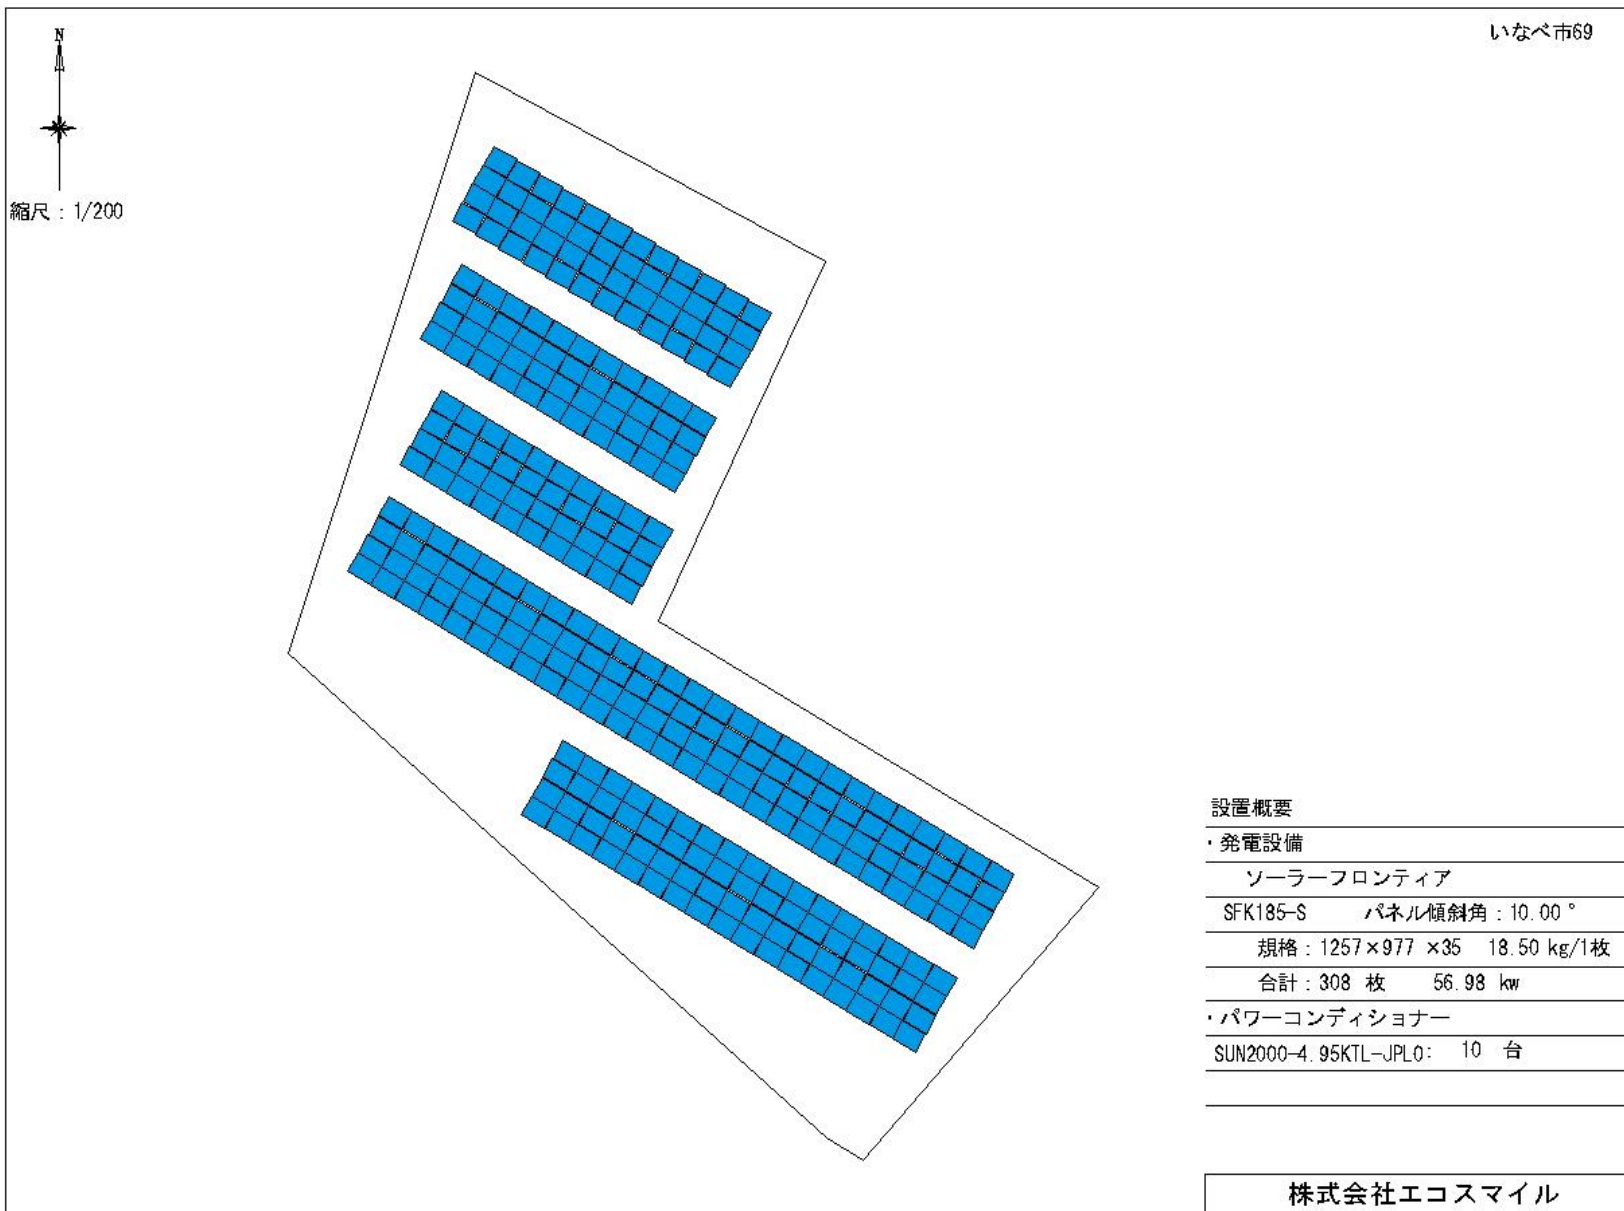 いなべ市69
N
縮尺：1/200
設置概要
・発電設備
ソーラーフロンティア
SFK185-S パネル傾斜角：10.00°
規格：1257×977 ×35 18.50 kg/1枚
合計：308 枚 56.98 kw
・パワーコンディショナー
SUN2000-4.95KTL-JPL0： 10 台
株式会社エコスマイル